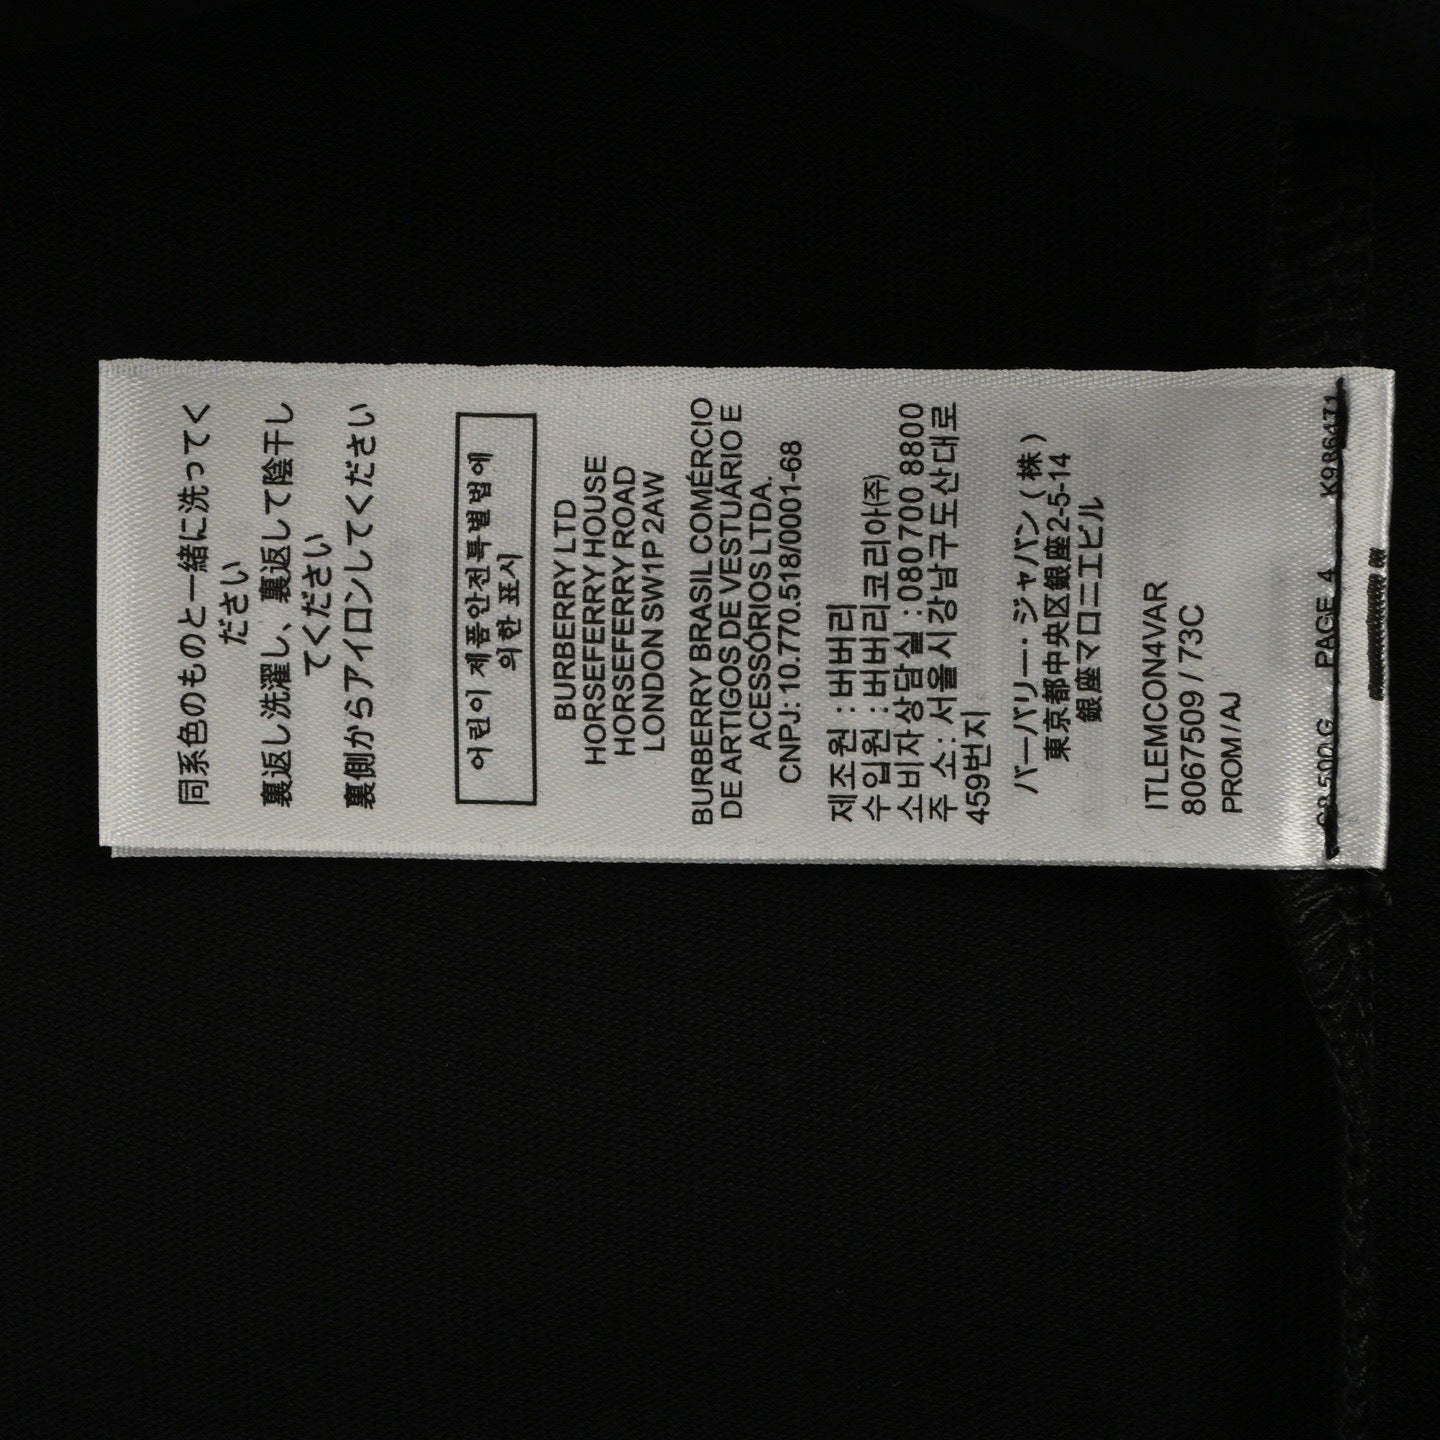 同系色のものと一緒に洗ってく
ださい
裏返し洗濯し、裏返して陰干し
てください
裏側からアイロンしてください
어린이 제품안전특별법에
의한 표시
BURBERRY LTD
HORSEFERRY HOUSE
HORSEFERRY ROAD
LONDON SW1P 2AW
BURBERRY BRASIL COMÉRCIO
DE ARTIGOS DE VESTUÁRIO E
ACESSÓRIOS LTDA.
CNPJ: 10.770.518/0001-68
제조원 : 버버리
수입원 : 버버리코리아(주)
소비자상담실 : 080 700 8800
주 소 : 서울시강남구도산대로
459번지
バーバリー・ジャパン(株)
東京都中央区銀座2-5-14
銀座マロニエビル
ITLEMCON4VAR
8067509 / 73C
PROM / AJ
PAGE 4